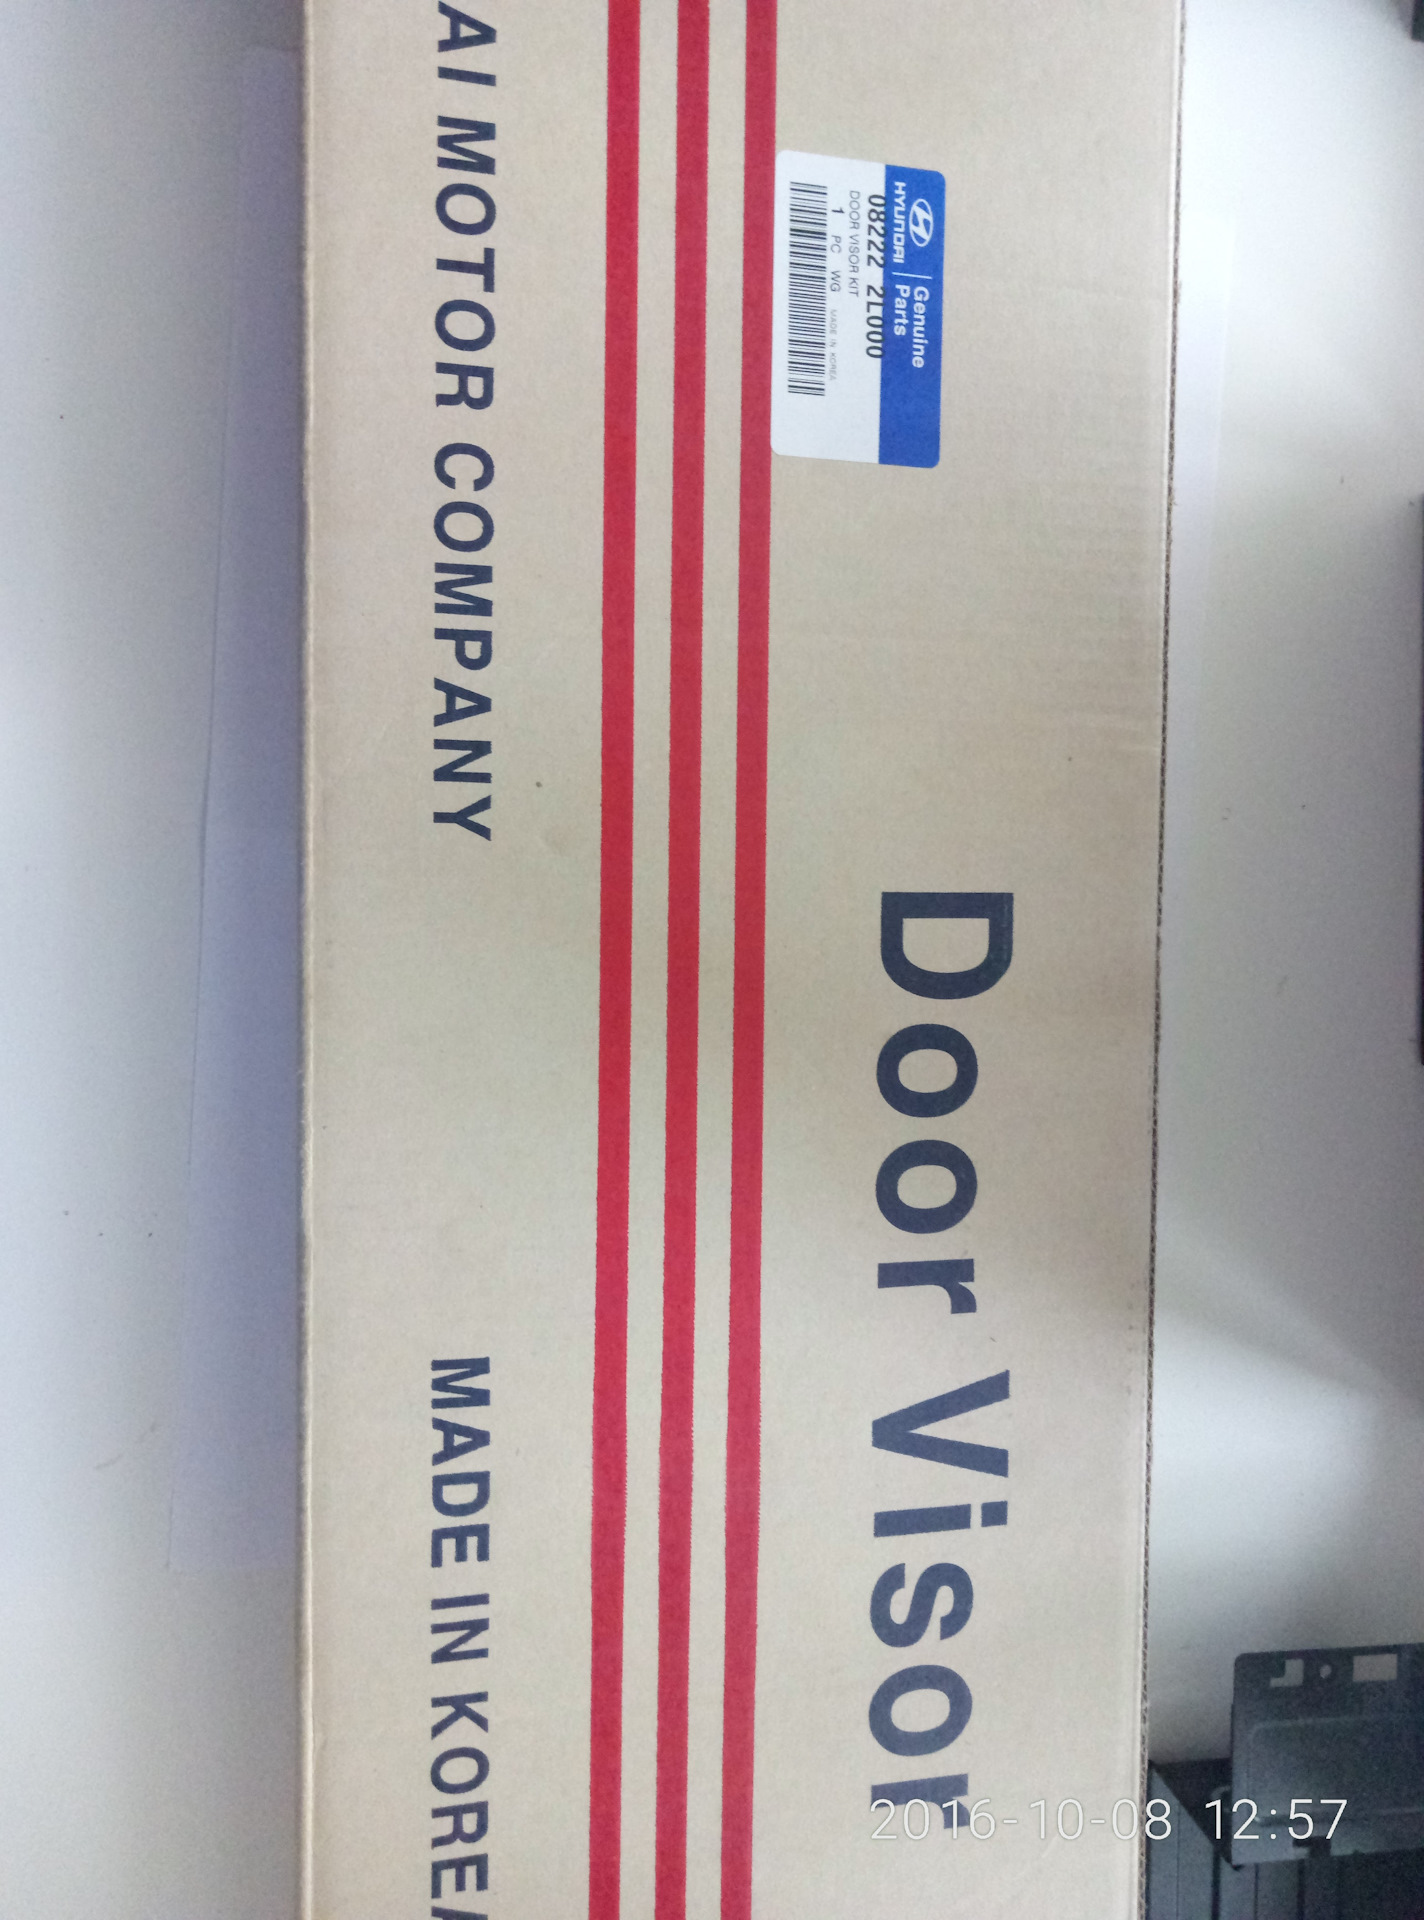 Door Visor
HYUNDAI
Genuine
Parts
08222 2L000
DOOR VISOR KIT
1 PC WG MADE IN KOREA
AI MOTOR COMPANY
MADE IN KOREA
2016-10-08 12:57